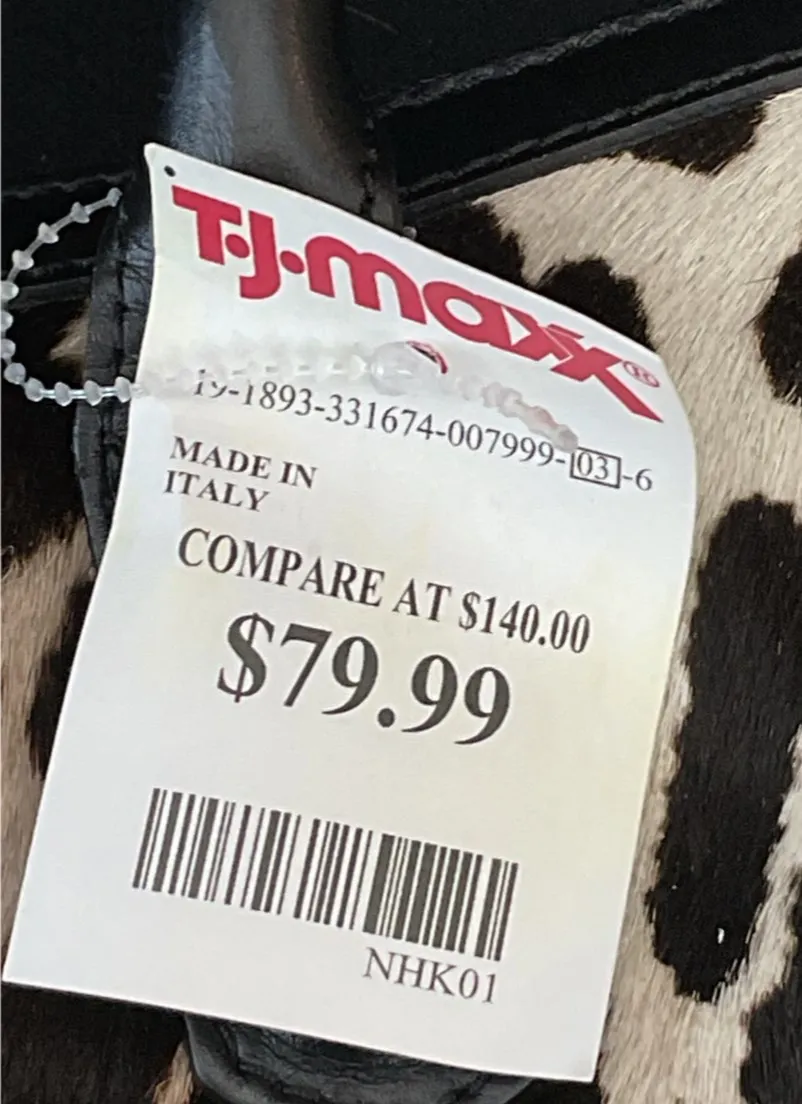 T.J.maxx®
19-1893-331674-007999-03-6
MADE IN
ITALY
COMPARE AT $140.00
$79.99
NHK01